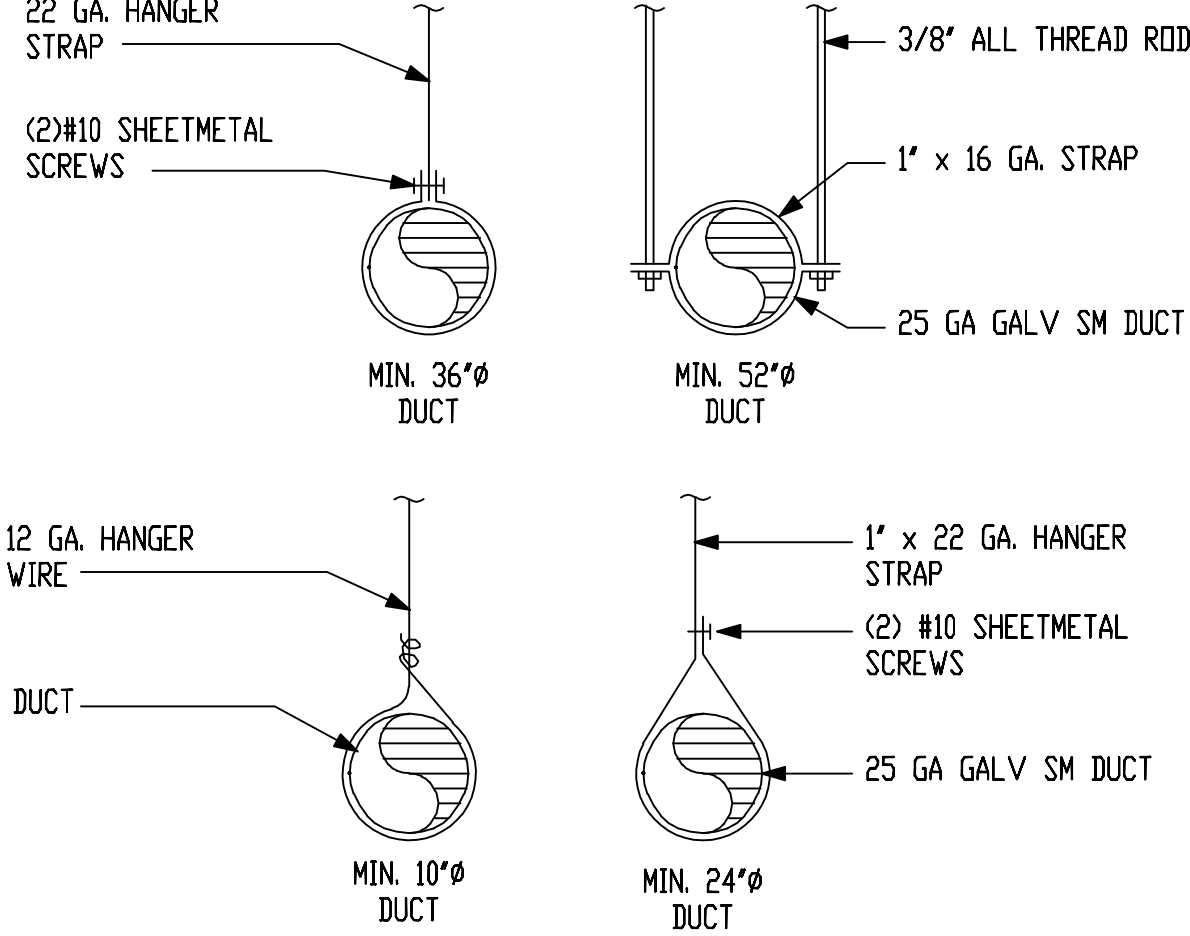 22 GA. HANGER
STRAP
(2)#10 SHEETMETAL
SCREWS
3/8" ALL THREAD ROD
1" x 16 GA. STRAP
25 GA GALV SM DUCT
MIN. 36"Ø
DUCT
MIN. 52"Ø
DUCT
12 GA. HANGER
WIRE
DUCT
1" x 22 GA. HANGER
STRAP
(2) #10 SHEETMETAL
SCREWS
25 GA GALV SM DUCT
MIN. 10"Ø
DUCT
MIN. 24"Ø
DUCT